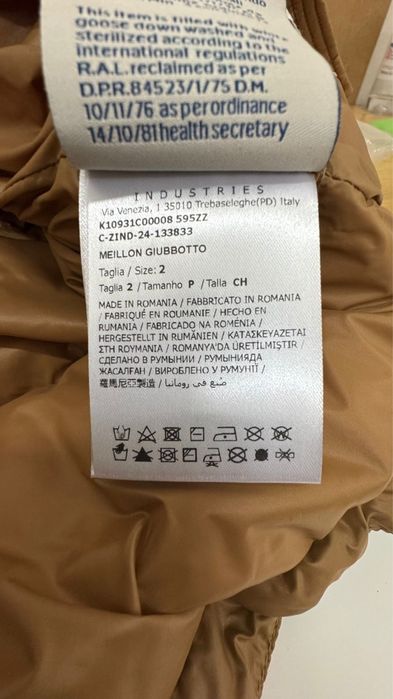 This item is filled with
goose down washed and
sterilized according to the
international regulations
R.A.L. reclaimed as per
D.P.R. 84523/1/75 D.M.
10/11/76 as per ordinance
14/10/81 health secretary
INDUSTRIES
Via Venezia, 1 35010 Trebaseleghe(PD) Italy
K10931C00008 595ZZ
C-ZIND-24-133833
MEILLON GIUBBOTTO
Taglia / Size: 2
Taglia 2 / Tamanho P / Talla CH
MADE IN ROMANIA / FABBRICATO IN ROMANIA
/ FABRIQUÉ EN ROUMANIE / HECHO EN
RUMANIA / FABRICADO NA ROMÉNIA /
HERGESTELLT IN RUMÄNIEN / ΚΑΤΑΣΚΕΥΑΖΕΤΑΙ
ΣΤΗ ROYMANIA / ROMANYA'DA ÜRETİLMİŞTİR /
СДЕЛАНО В РУМЫНИИ / РУМЫНИЯДА
ЖАСАЛҒАН / ВИРОБЛЕНО У РУМУНІЇ /
羅馬尼亞製造 / صنع في رومانيا